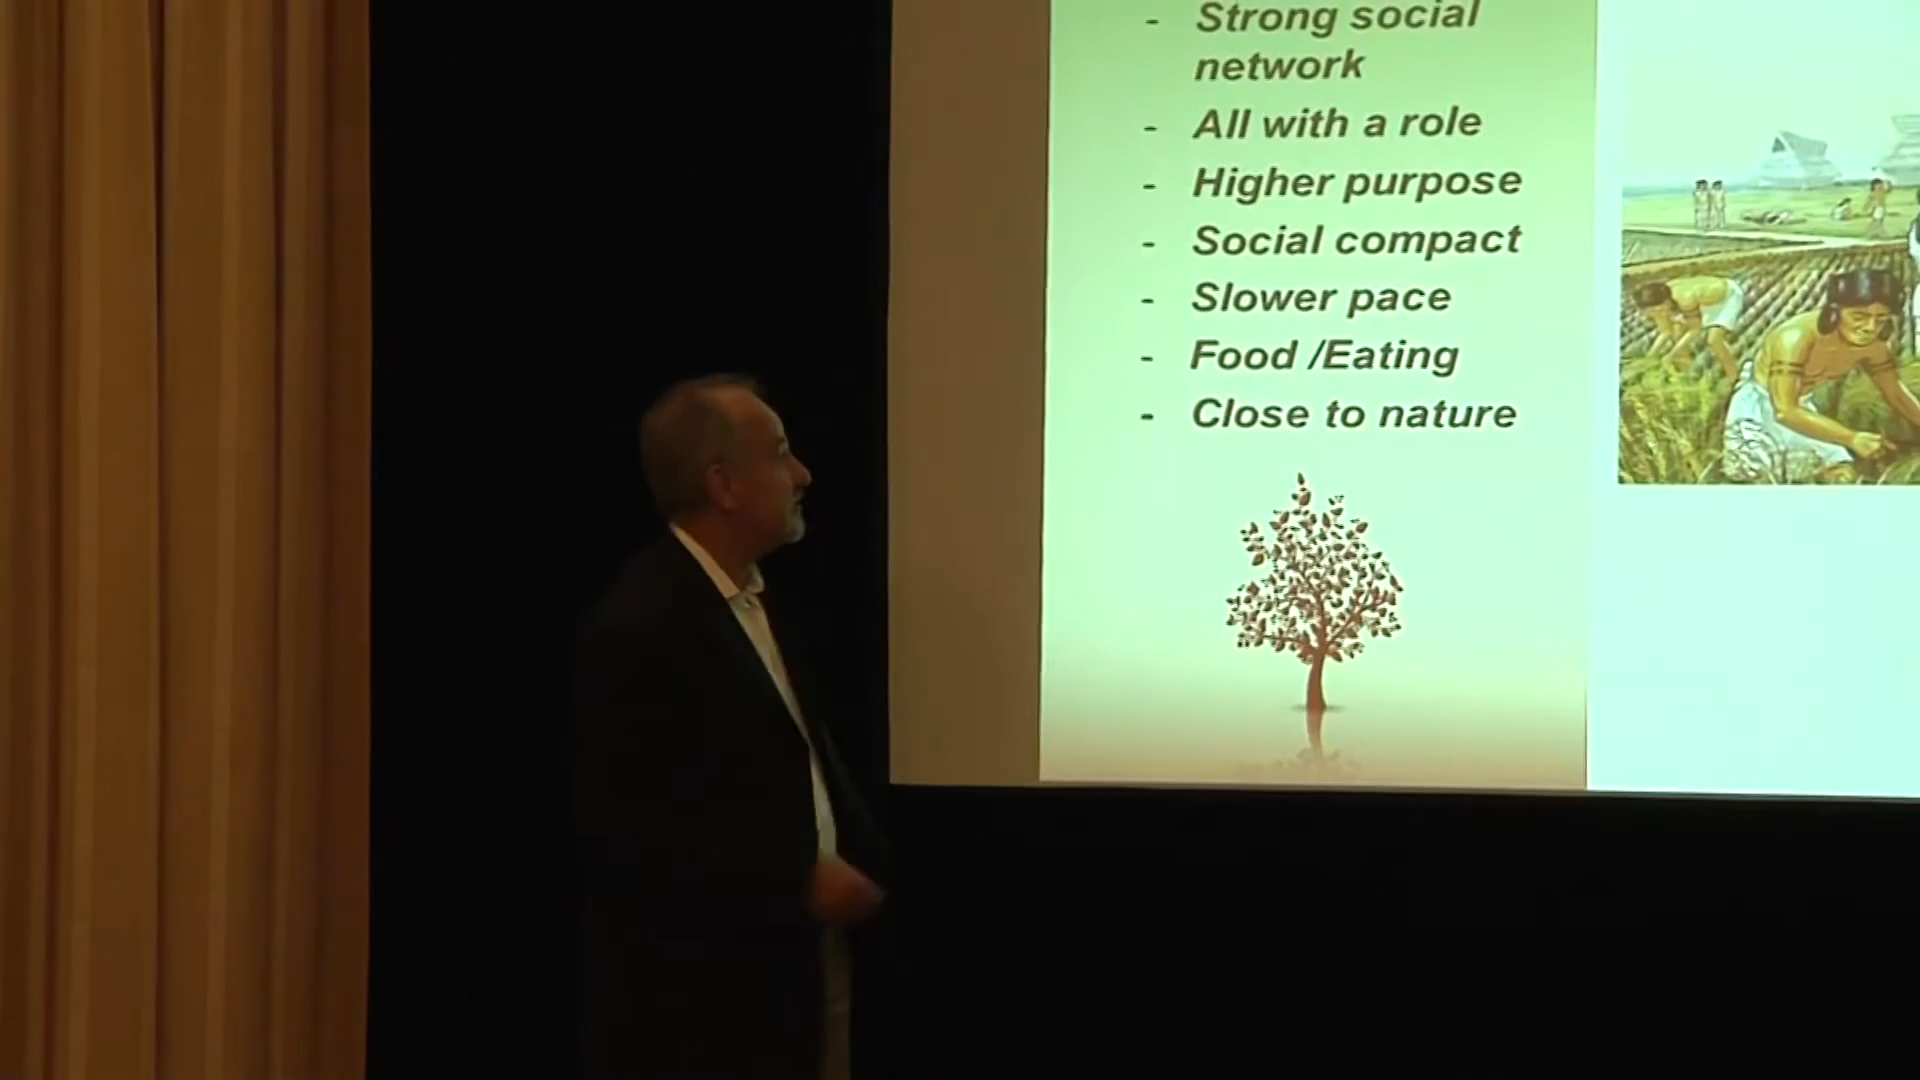 - Strong social
network
- All with a role
- Higher purpose
- Social compact
- Slower pace
- Food /Eating
- Close to nature